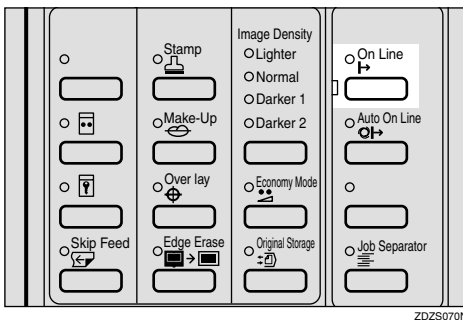 Image Density
Stamp
Lighter
On Line
Normal
Darker 1
Make-Up
Darker 2
Auto On Line
Over lay
Economy Mode
Skip Feed
Edge Erase
Original Storage
Job Separator
ZDZS070N